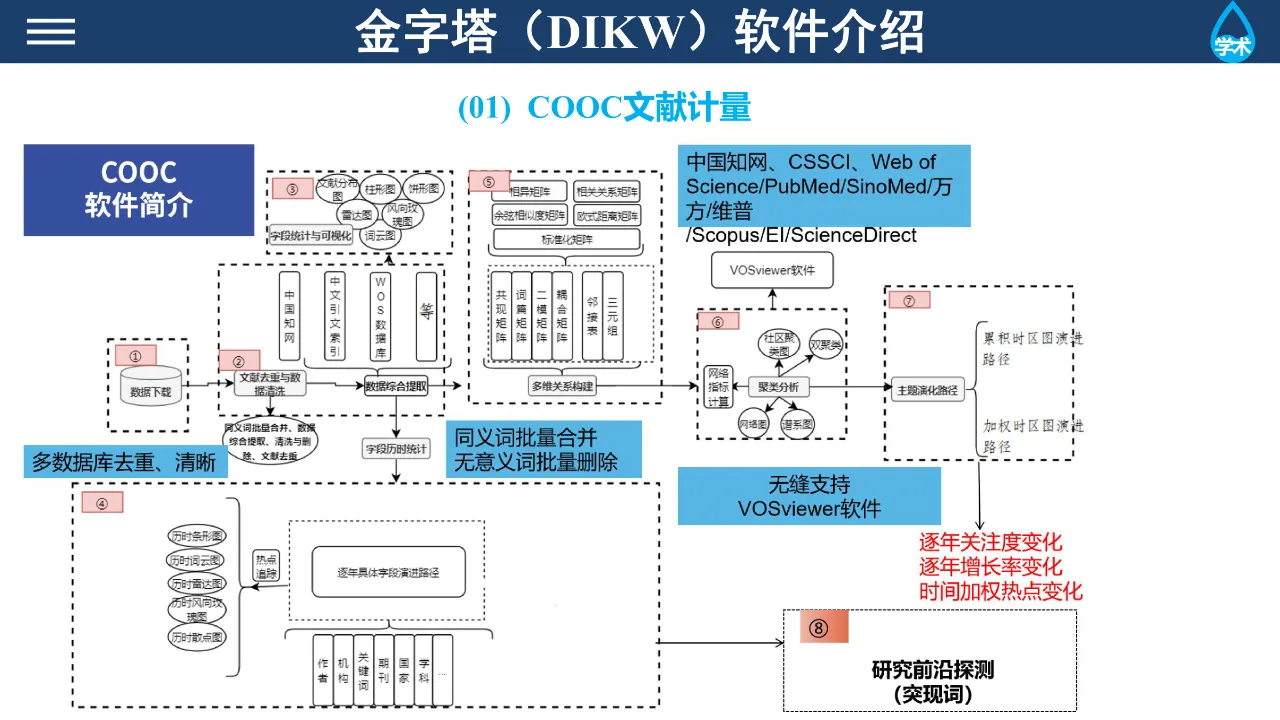 金字塔（DIKW）软件介绍
学术
(01) COOC文献计量
COOC
软件简介
③
文献分布
图
柱形图
饼形图
雷达图
风向玫
瑰图
字段统计与可视化
词云图
⑤
相异矩阵
相关关系矩阵
余弦相似度矩阵
欧式距离矩阵
标准化矩阵
共现矩阵
词篇矩阵
二模矩阵
耦合矩阵
邻接表
三元组
多维关系构建
中国知网、CSSCI、Web of
Science/PubMed/SinoMed/万
方/维普
/Scopus/EI/ScienceDirect
VOSviewer软件
①
数据下载
②
文献去重与数
据清洗
中国知网
中文引文索引
WOS数据库
等
数据综合提取
同义词批量合并、数据
综合提取、清洗与删
除、文献去重
字段历时统计
多数据库去重、清晰
同义词批量合并
无意义词批量删除
⑥
社区聚
类图
双聚类
网络
指标
计算
聚类分析
网络图
谱系图
⑦
主题演化路径
累积时区图演进
路径
加权时区图演进
路径
无缝支持
VOSviewer软件
逐年关注度变化
逐年增长率变化
时间加权热点变化
④
历时条形图
历时词云图
历时雷达图
历时风向玫
瑰图
历时散点图
热点
追踪
逐年具体字段演进路径
作者
机构
关键词
期刊
国家
学科
...
⑧
研究前沿探测
（突现词）